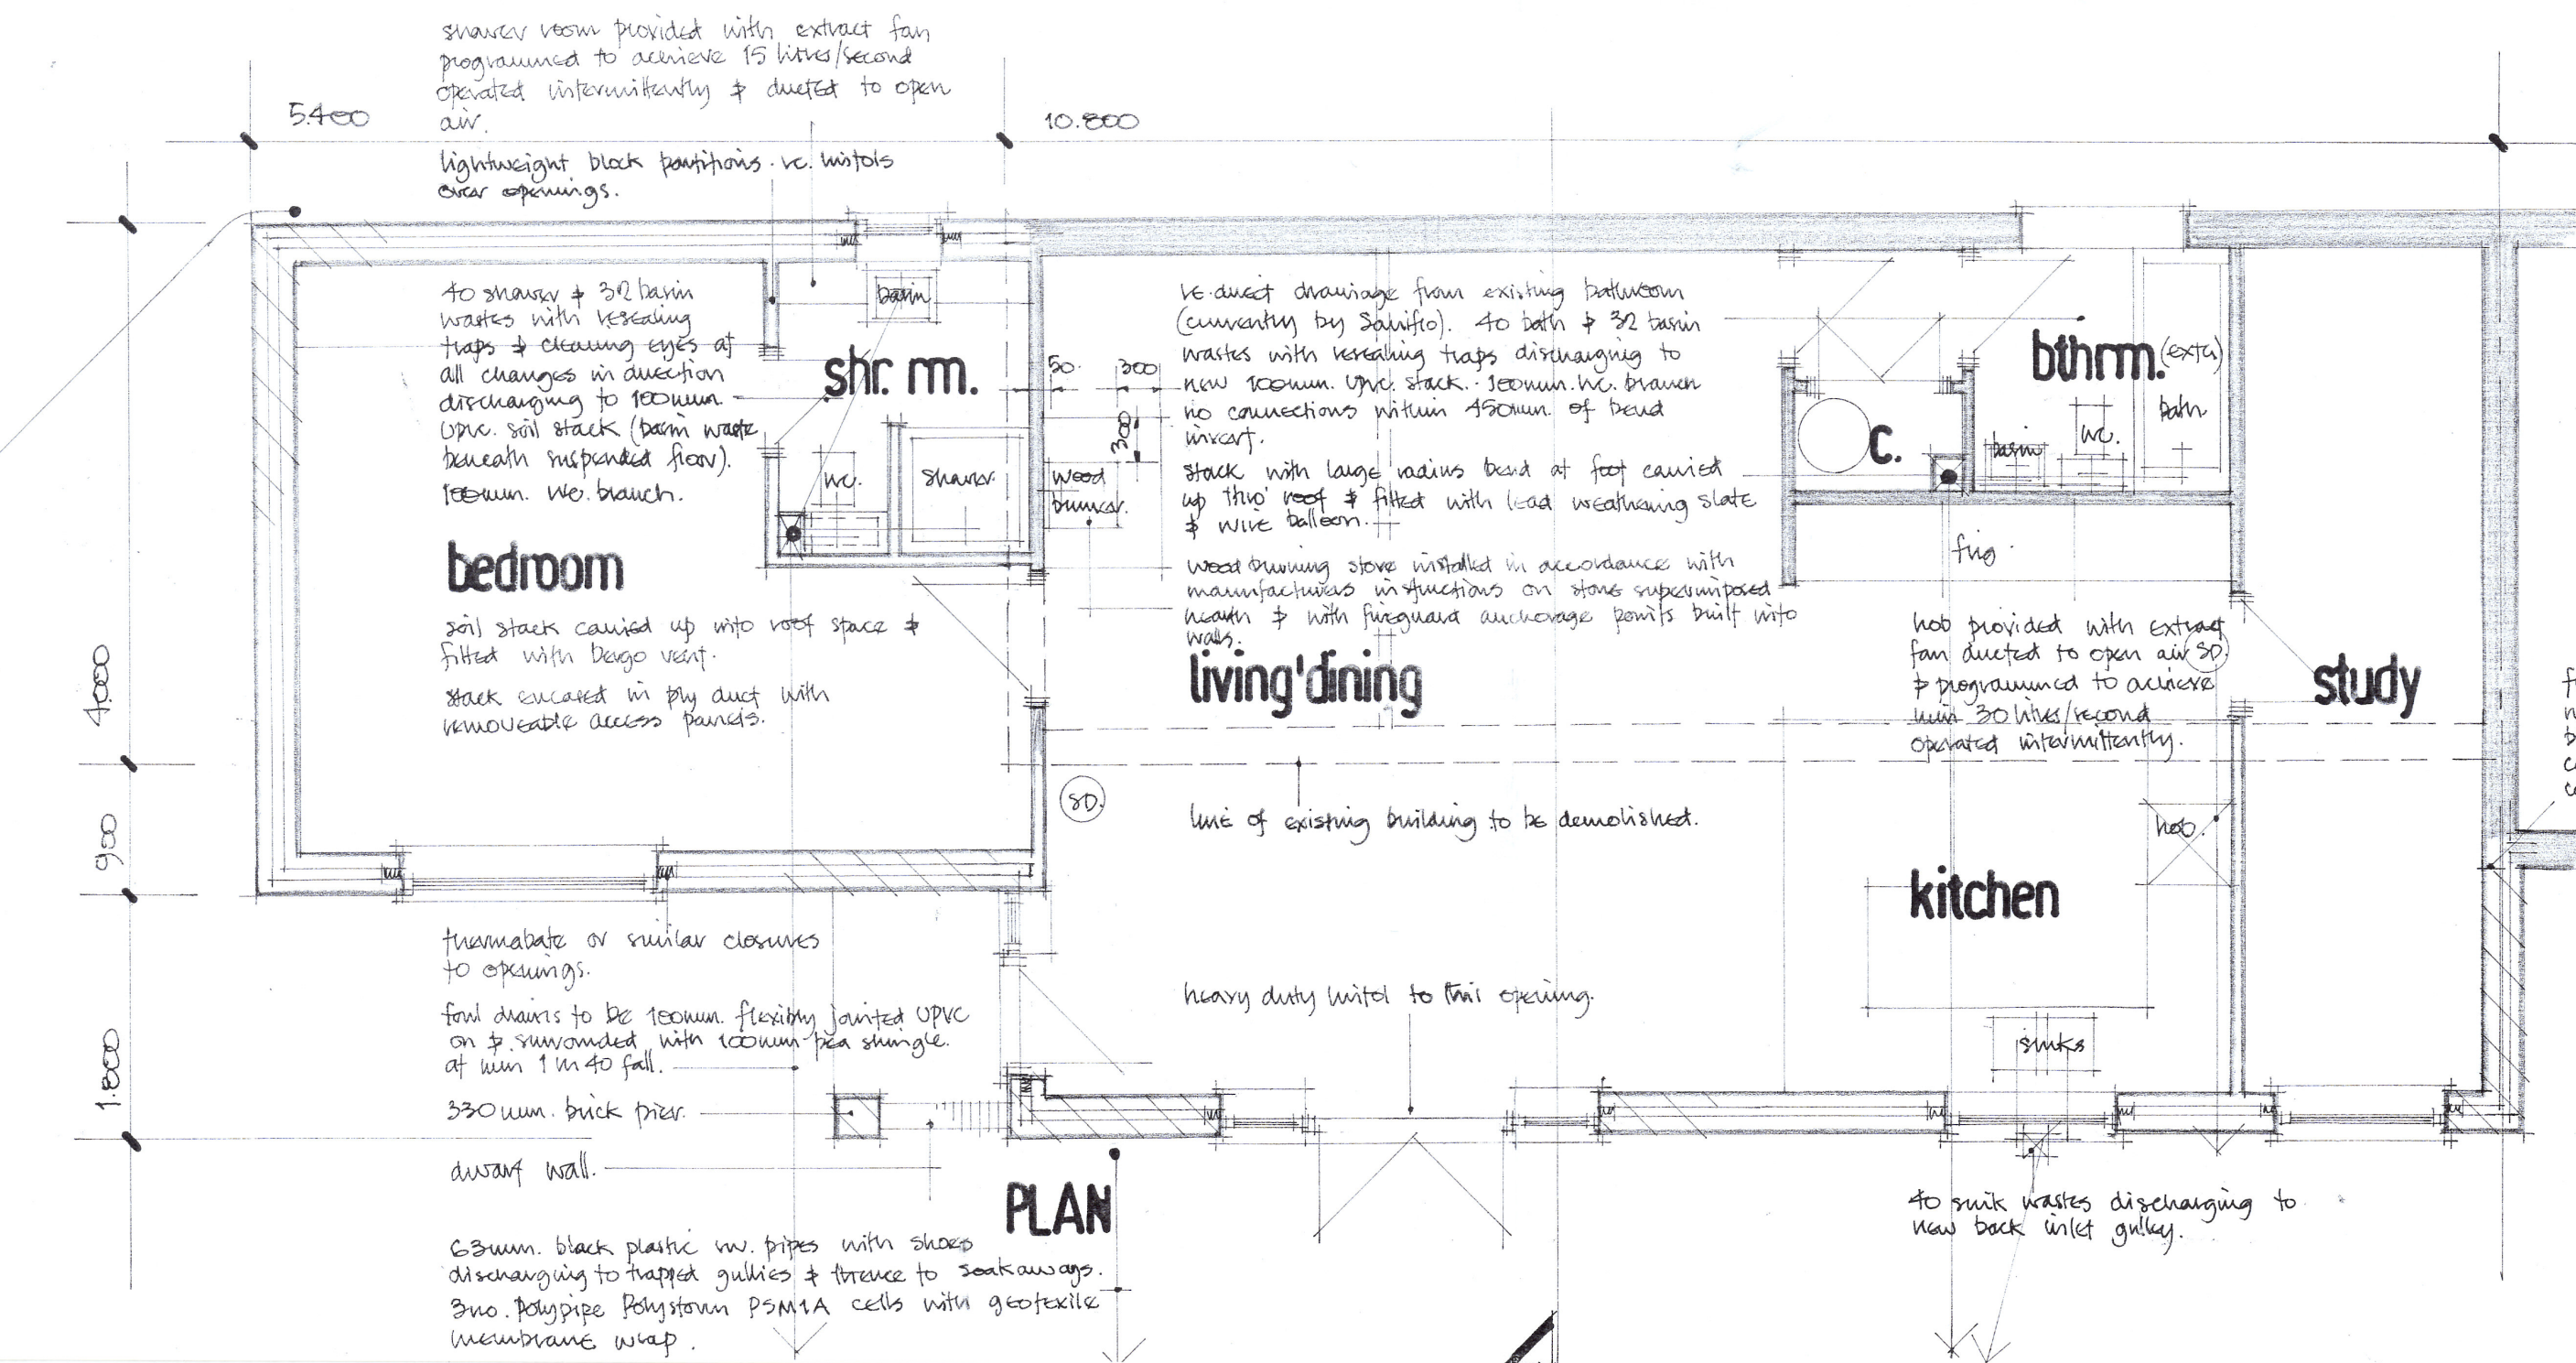 shower room provided with extract fan
programmed to achieve 15 litres/second
operated intermittently & ducted to open
air.
5.400
10.800
lightweight block partitions. rc. lintols
over openings.
40 shower & 32 basin
wastes with resealing
traps & cleaning eyes at
all changes in direction
discharging to 100mm.
upvc. soil stack (basin waste
beneath suspended floor).
100mm. wc. branch.
basin
shr. rm.
wc.
shower.
50.
300
300
wood
burner.
re.duct drainage from existing bathroom
(currently by Saniflo). 40 bath & 32 basin
wastes with resealing traps discharging to
new 100mm. upvc. stack. 100mm. wc. branch
no connections within 450mm. of bend
invert.
stack with large radius bend at foot carried
up thro' roof & fitted with lead weathering slate
& wire balloon.
wood burning stove installed in accordance with
manufacturers instructions on stone superimposed
hearth & with fireguard anchorage points built into
walls.
living'dining
bthrm. (extg)
bath
wc.
basin
c.
frig.
hob provided with extract
fan ducted to open air
& programmed to achieve
min 30 litres/second
operated intermittently.
SD.
study
bedroom
soil stack carried up into roof space &
fitted with Durgo vent.
stack encased in ply duct with
removeable access panels.
4.000
900
1.800
SD.
line of existing building to be demolished.
hob.
kitchen
sinks
heavy duty lintol to this opening.
thermabate or similar closures
to openings.
foul drains to be 100mm. flexibly jointed UPVC
on & surrounded with 100mm pea shingle.
at min 1 in 40 fall.
330mm. brick pier.
dwarf wall.
PLAN
63mm. black plastic rw. pipes with shoes
discharging to trapped gullies & thence to soakaways.
3no. Polypipe Polystorm PSM1A cells with geotexile
membrane wrap.
40 sink wastes discharging to
new back inlet gulley.